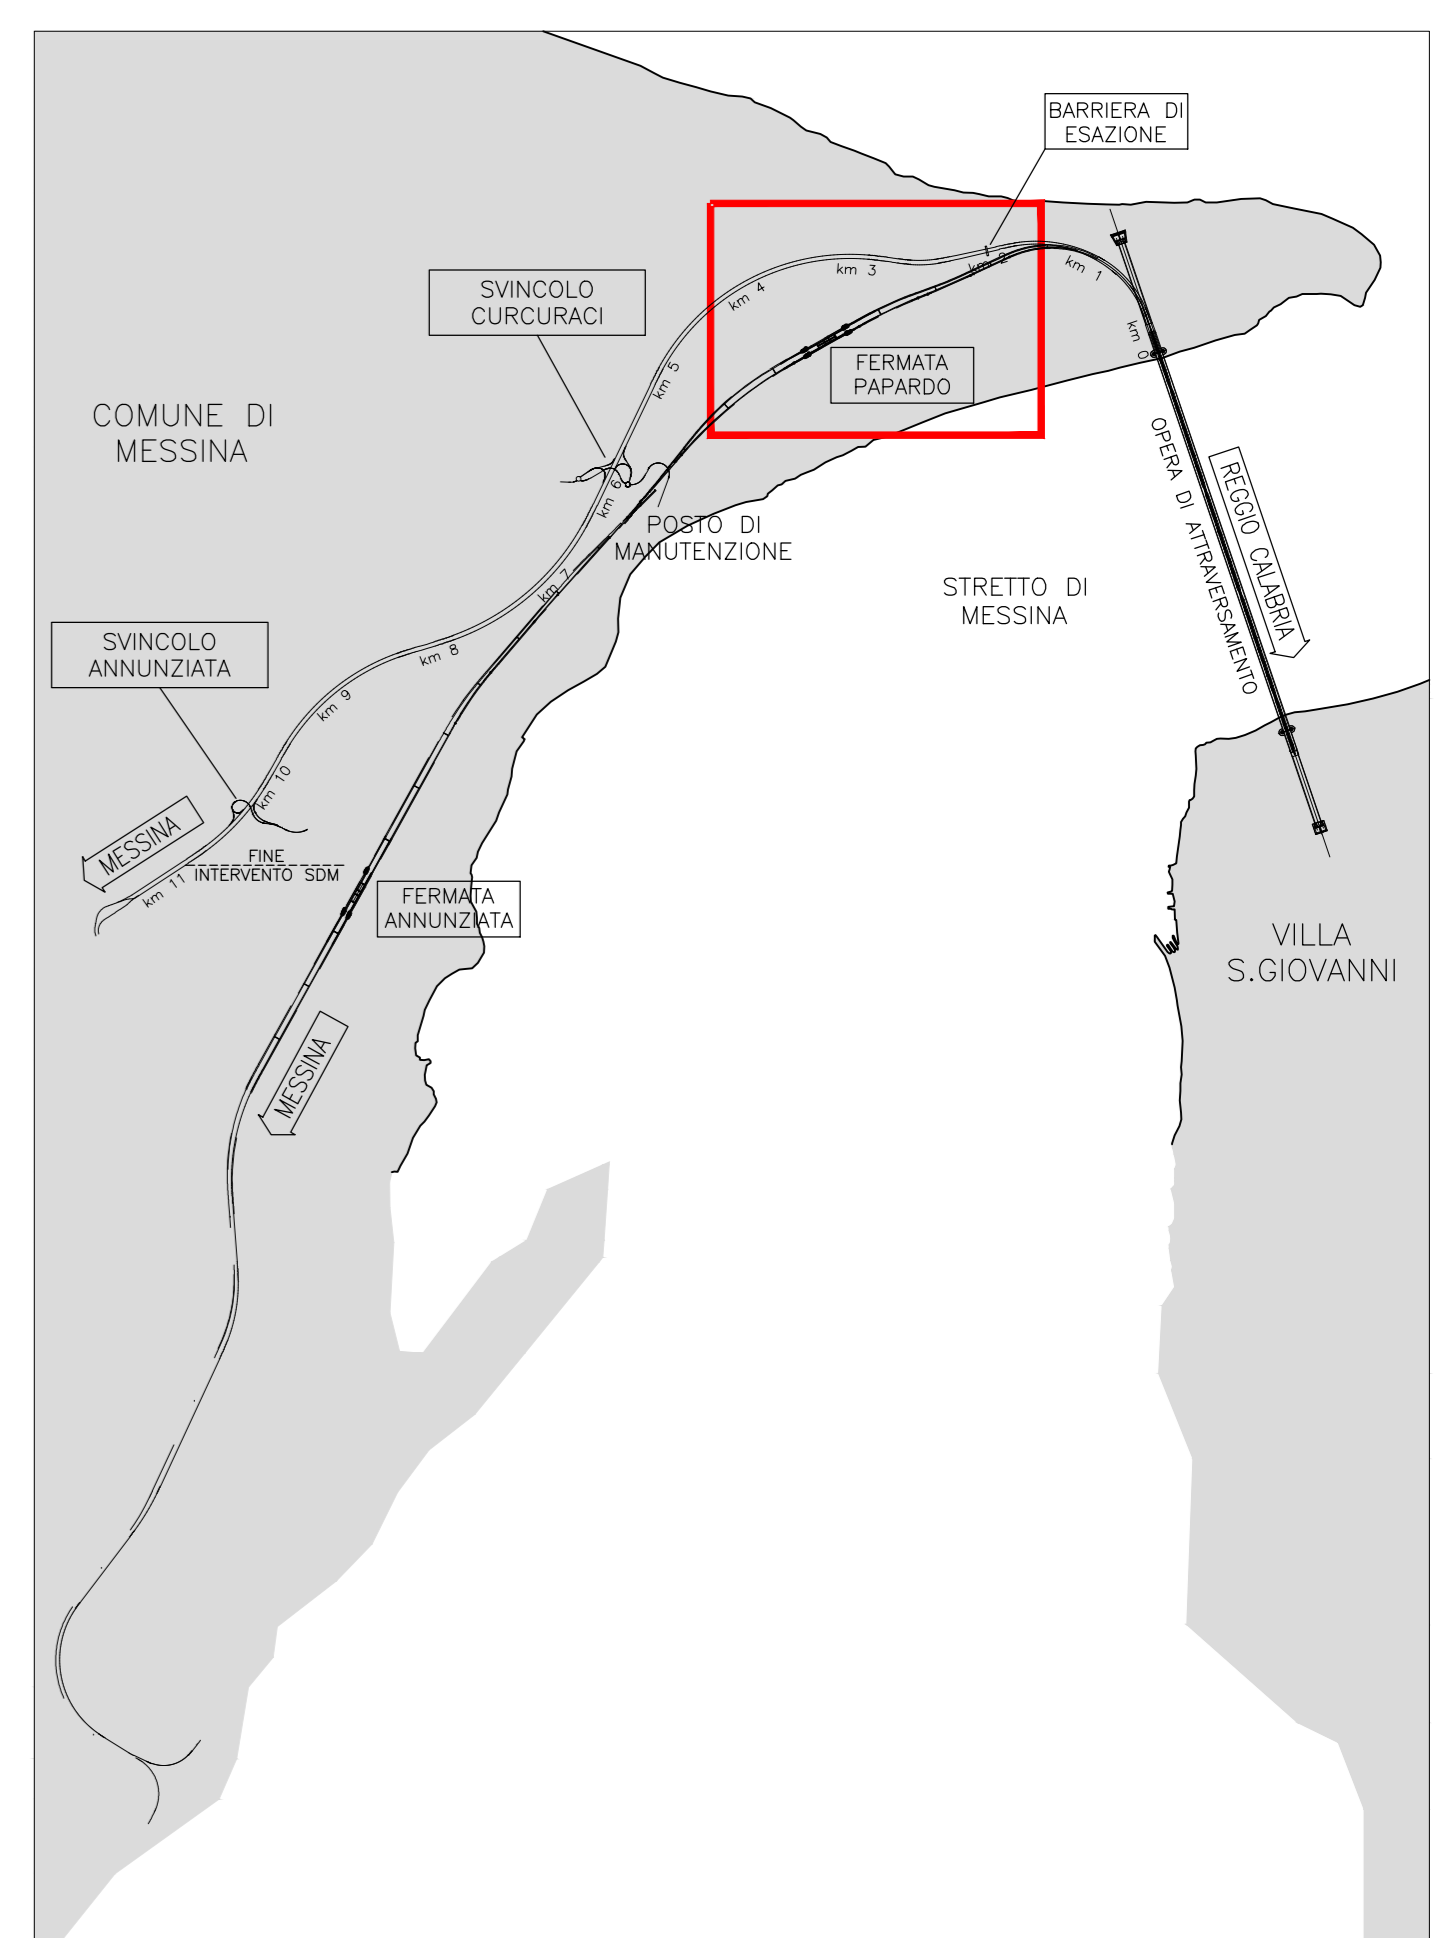 BARRIERA DI
ESAZIONE
SVINCOLO
CURCURACI
km 4
km 3
km 2
km 1
km 0
FERMATA
PAPARDO
km 5
COMUNE DI
MESSINA
km 6
POSTO DI
MANUTENZIONE
OPERA DI ATTRAVERSAMENTO
REGGIO CALABRIA
STRETTO DI
MESSINA
km 7
SVINCOLO
ANNUNZIATA
km 8
km 9
km 10
MESSINA
FINE
INTERVENTO SDM
km 11
FERMATA
ANNUNZIATA
VILLA
S.GIOVANNI
MESSINA